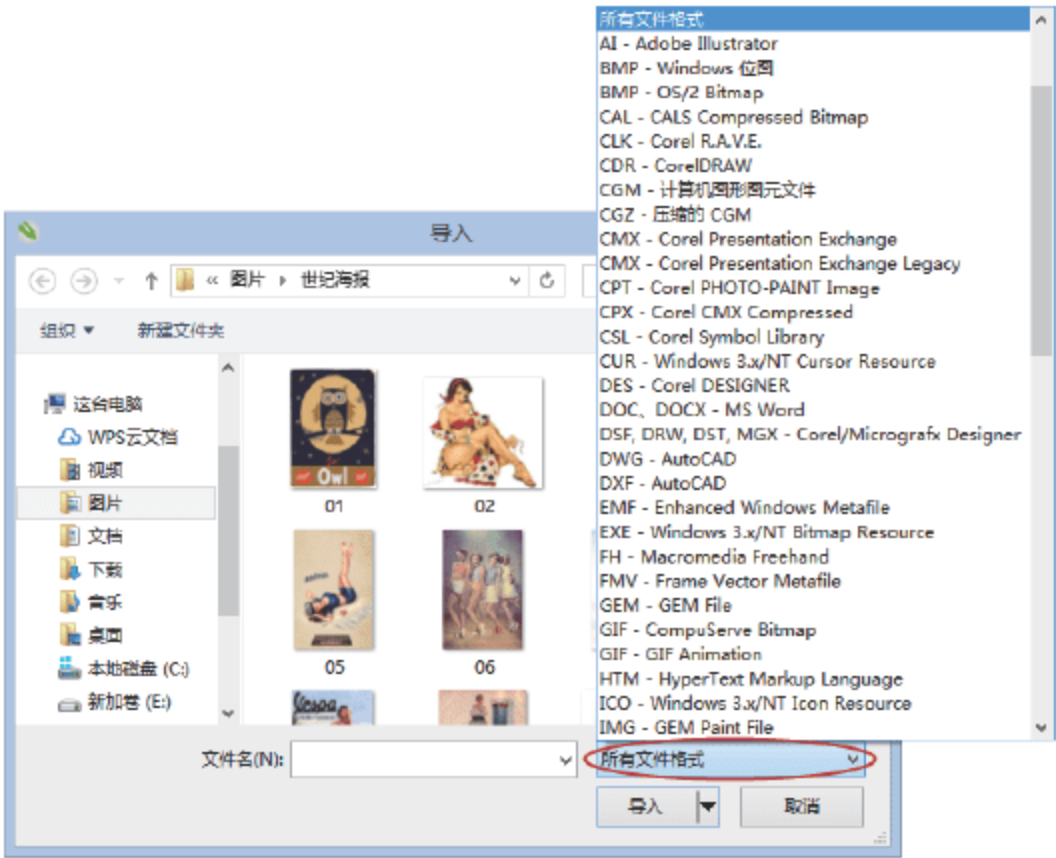 所有文件格式
AI - Adobe Illustrator
BMP - Windows 位图
BMP - OS/2 Bitmap
CAL - CALS Compressed Bitmap
CLK - Corel R.A.V.E.
CDR - CorelDRAW
CGM - 计算机图形图元文件
CGZ - 压缩的 CGM
CMX - Corel Presentation Exchange
CMX - Corel Presentation Exchange Legacy
CPT - Corel PHOTO-PAINT Image
CPX - Corel CMX Compressed
CSL - Corel Symbol Library
CUR - Windows 3.x/NT Cursor Resource
DES - Corel DESIGNER
DOC、DOCX - MS Word
DSF, DRW, DST, MGX - Corel/Micrografx Designer
DWG - AutoCAD
DXF - AutoCAD
EMF - Enhanced Windows Metafile
EXE - Windows 3.x/NT Bitmap Resource
FH - Macromedia Freehand
FMV - Frame Vector Metafile
GEM - GEM File
GIF - CompuServe Bitmap
GIF - GIF Animation
HTM - HyperText Markup Language
ICO - Windows 3.x/NT Icon Resource
IMG - GEM Paint File
导入
« 图片 世纪海报
组织 新建文件夹
这台电脑
WPS云文档
视频
图片
文档
下载
音乐
桌面
本地磁盘 (C:)
新加卷 (E:)
Owl
01
02
05
06
Vespa
文件名(N):
所有文件格式
导入
取消